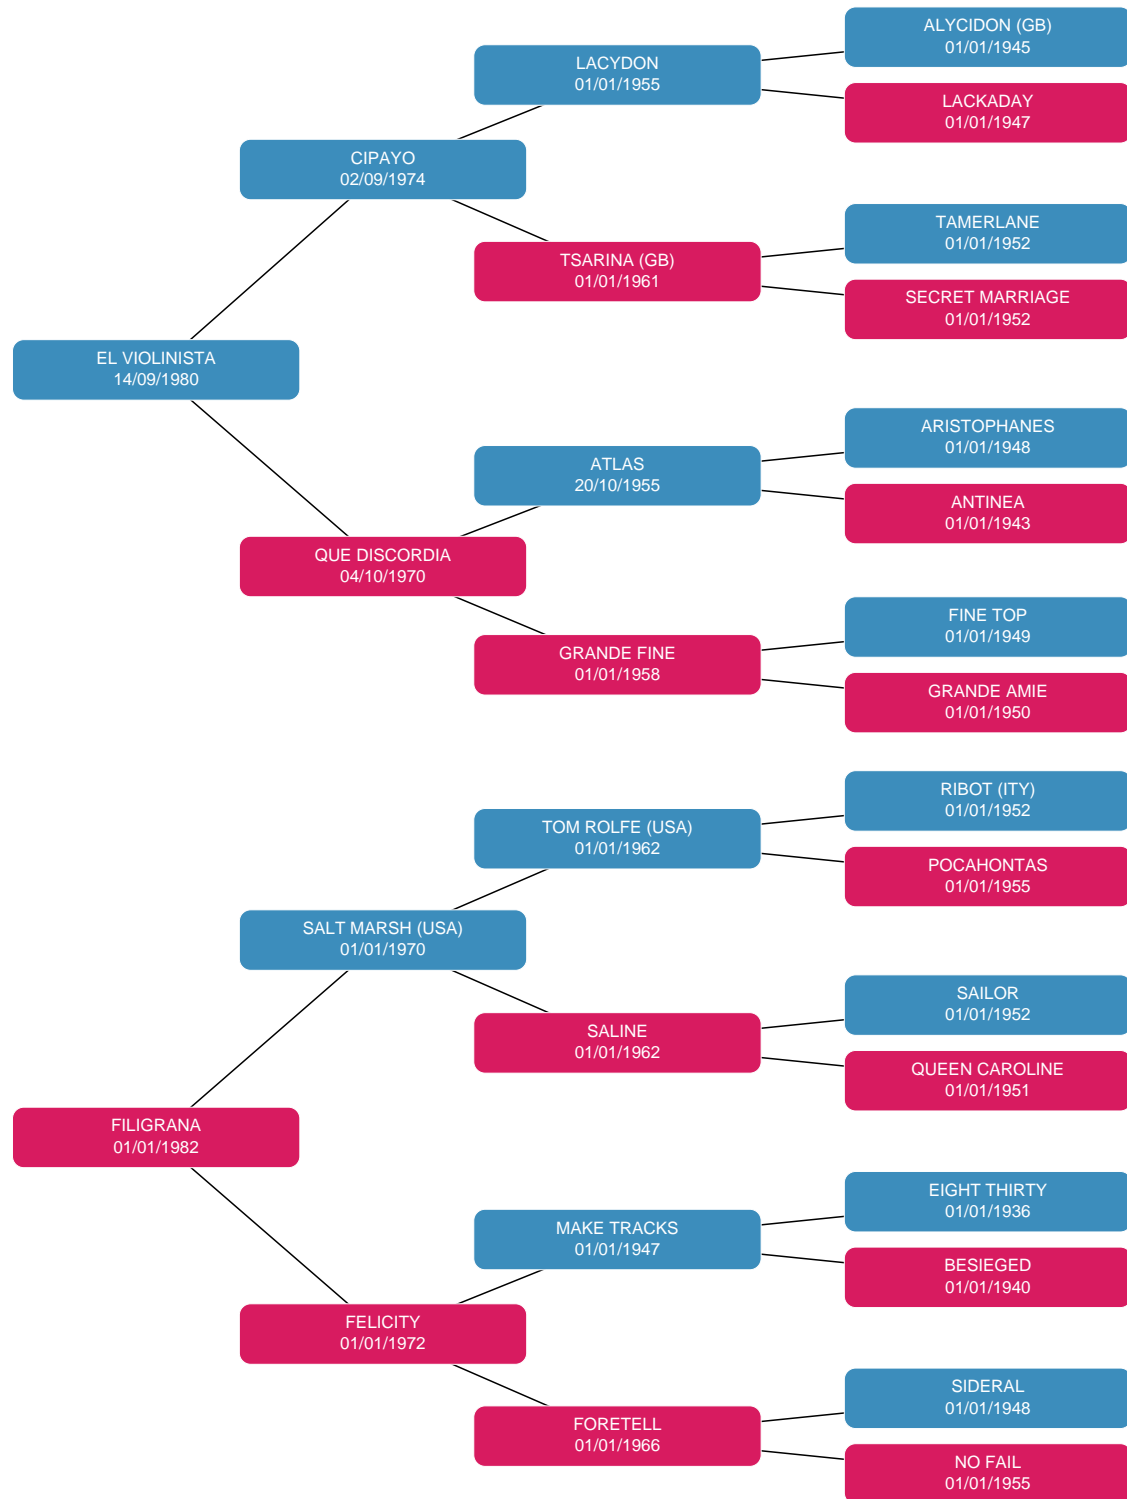 ALYCIDON (GB)
01/01/1945
LACYDON
01/01/1955
LACKADAY
01/01/1947
CIPAYO
02/09/1974
TAMERLANE
01/01/1952
TSARINA (GB)
01/01/1961
SECRET MARRIAGE
01/01/1952
EL VIOLINISTA
14/09/1980
ARISTOPHANES
01/01/1948
ATLAS
20/10/1955
ANTINEA
01/01/1943
QUE DISCORDIA
04/10/1970
FINE TOP
01/01/1949
GRANDE FINE
01/01/1958
GRANDE AMIE
01/01/1950
RIBOT (ITY)
01/01/1952
TOM ROLFE (USA)
01/01/1962
POCAHONTAS
01/01/1955
SALT MARSH (USA)
01/01/1970
SAILOR
01/01/1952
SALINE
01/01/1962
QUEEN CAROLINE
01/01/1951
FILIGRANA
01/01/1982
EIGHT THIRTY
01/01/1936
MAKE TRACKS
01/01/1947
BESIEGED
01/01/1940
FELICITY
01/01/1972
SIDERAL
01/01/1948
FORETELL
01/01/1966
NO FAIL
01/01/1955